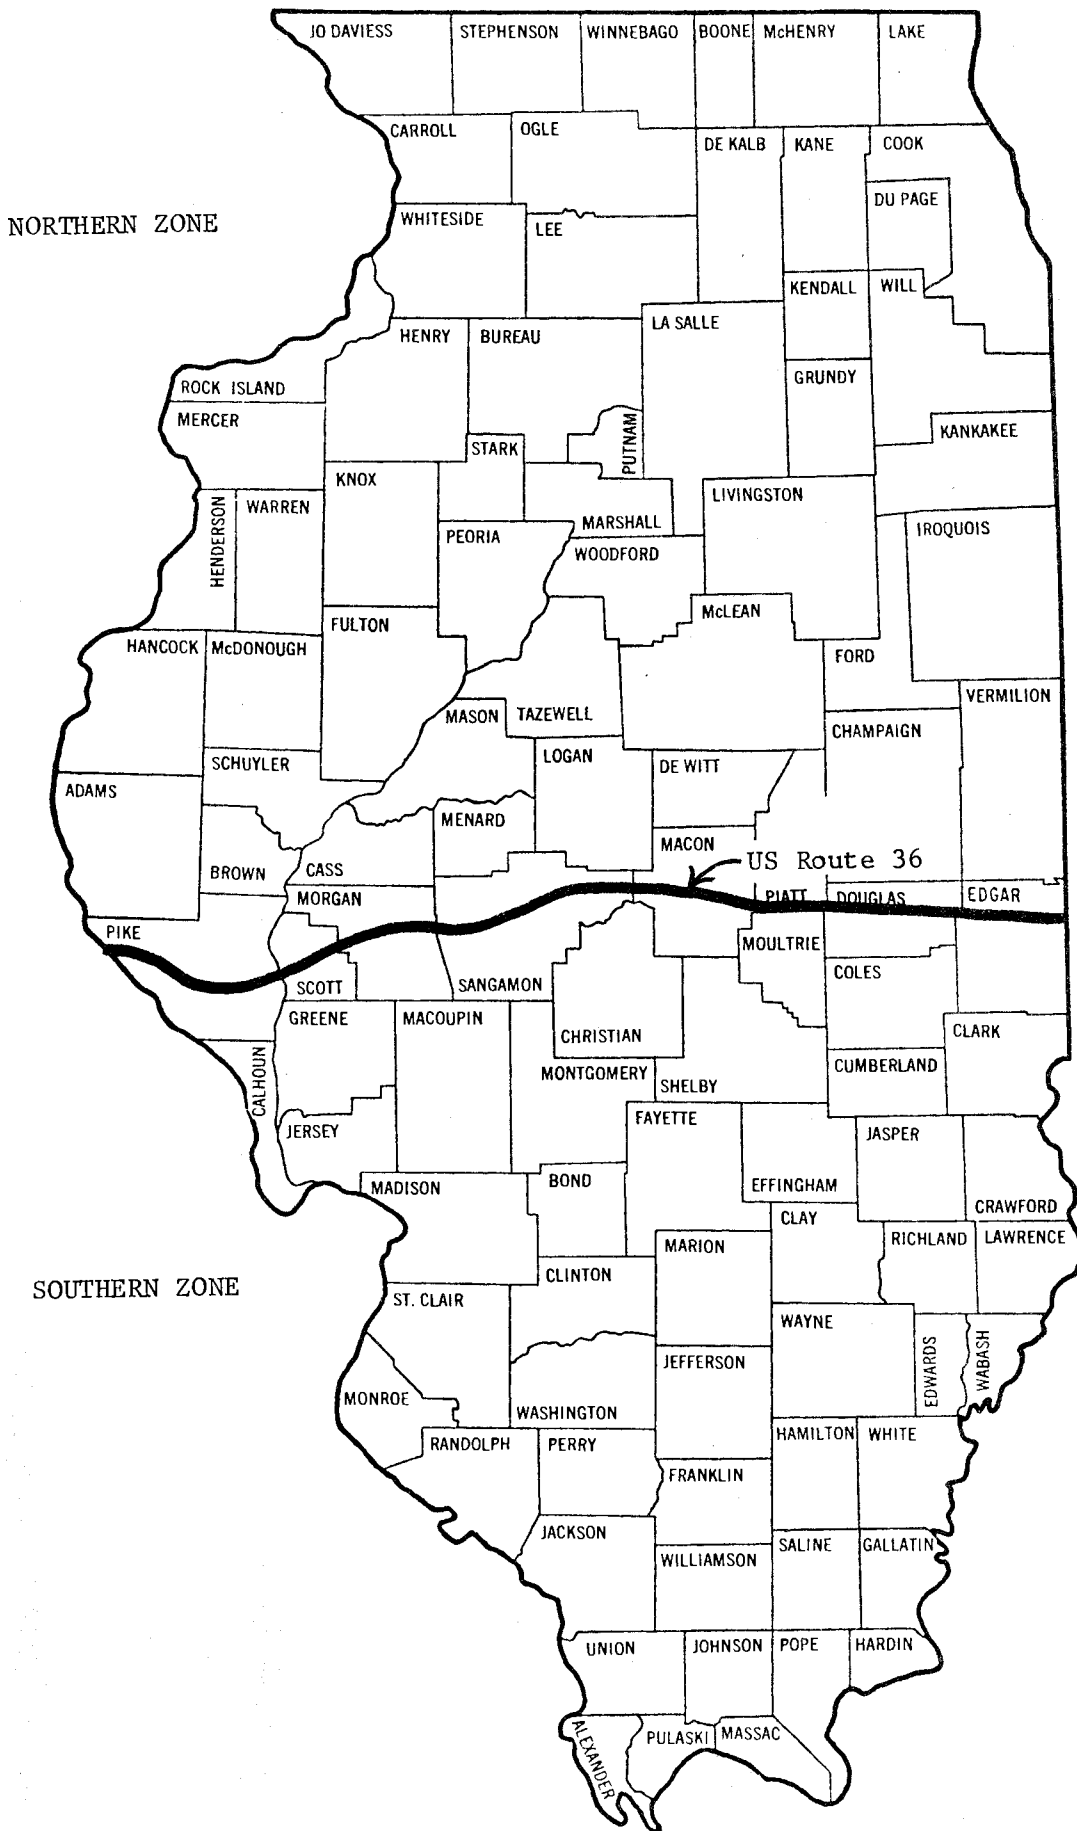 JO DAVIESS
STEPHENSON
WINNEBAGO
BOONE
McHENRY
LAKE
CARROLL
OGLE
DE KALB
KANE
COOK
DU PAGE
NORTHERN ZONE
WHITESIDE
LEE
KENDALL
WILL
LA SALLE
HENRY
BUREAU
GRUNDY
ROCK ISLAND
MERCER
KANKAKEE
STARK
PUTNAM
KNOX
LIVINGSTON
WARREN
HENDERSON
MARSHALL
IROQUOIS
PEORIA
WOODFORD
McLEAN
FULTON
HANCOCK
McDONOUGH
FORD
VERMILION
MASON
TAZEWELL
CHAMPAIGN
LOGAN
SCHUYLER
DE WITT
ADAMS
MENARD
MACON
US Route 36
BROWN
CASS
MORGAN
PIATT
DOUGLAS
EDGAR
PIKE
MOULTRIE
COLES
SCOTT
SANGAMON
GREENE
MACOUPIN
CHRISTIAN
CLARK
CALHOUN
MONTGOMERY
CUMBERLAND
SHELBY
FAYETTE
JERSEY
JASPER
MADISON
BOND
EFFINGHAM
CRAWFORD
CLAY
RICHLAND
LAWRENCE
MARION
CLINTON
SOUTHERN ZONE
ST. CLAIR
WAYNE
EDWARDS
WABASH
JEFFERSON
MONROE
WASHINGTON
RANDOLPH
PERRY
HAMILTON
WHITE
FRANKLIN
JACKSON
WILLIAMSON
SALINE
GALLATIN
UNION
JOHNSON
POPE
HARDIN
ALEXANDER
PULASKI
MASSAC